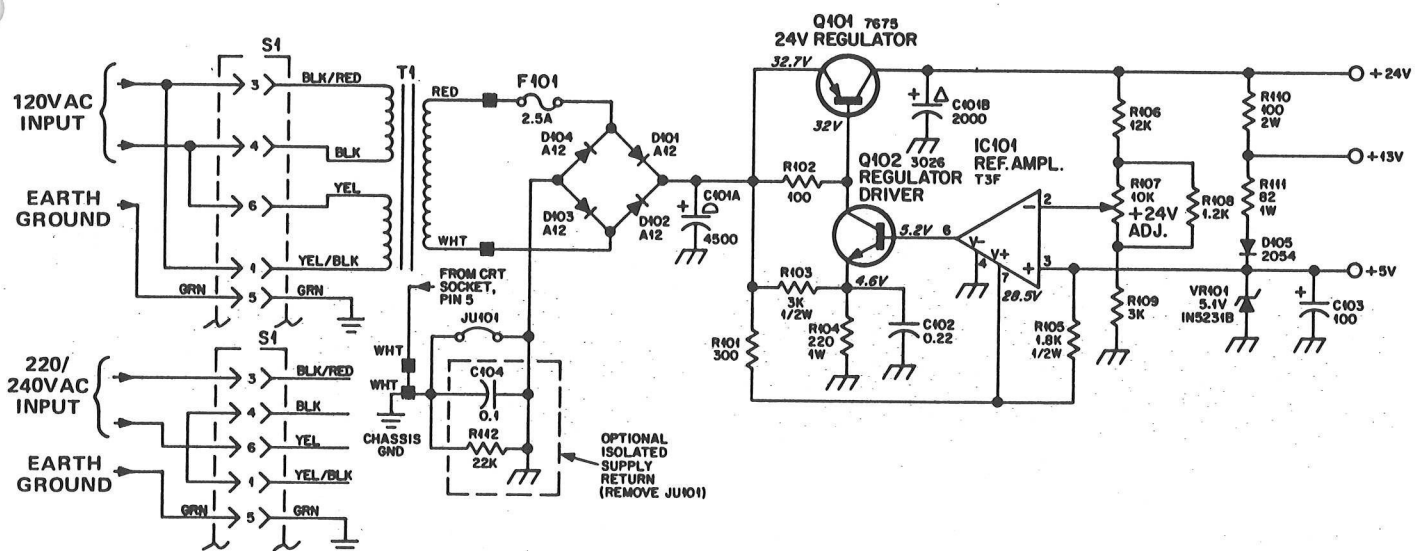 S1
120VAC
INPUT
3
BLK/RED
4
BLK
EARTH
GROUND
6
YEL
1
YEL/BLK
GRN
5
GRN
T1
RED
WHT
F101
2.5A
D104
A12
D101
A12
D103
A12
D102
A12
+
C101A
4500
FROM CRT
SOCKET,
PIN 5
JU101
WHT
WHT
CHASSIS
GND
C104
0.1
R112
22K
OPTIONAL
ISOLATED
SUPPLY
RETURN
(REMOVE JU101)
S1
220/
240VAC
INPUT
3
BLK/RED
4
BLK
6
YEL
EARTH
GROUND
1
YEL/BLK
GRN
5
GRN
Q101 7675
24V REGULATOR
32.7V
32V
+
C101B
2000
R102
100
Q102 3026
REGULATOR
DRIVER
5.2V
4.6V
R103
3K
1/2W
R101
300
R104
220
1W
C102
0.22
IC101
REF. AMPL.
T3F
6
2
-
V-
4
V+
7
+
3
28.5V
R105
1.8K
1/2W
R106
12K
R107
10K
+24V
ADJ.
R108
1.2K
R109
3K
R110
100
2W
R111
82
1W
D105
2054
VR101
5.1V
IN5231B
+
C103
100
+24V
+13V
+5V